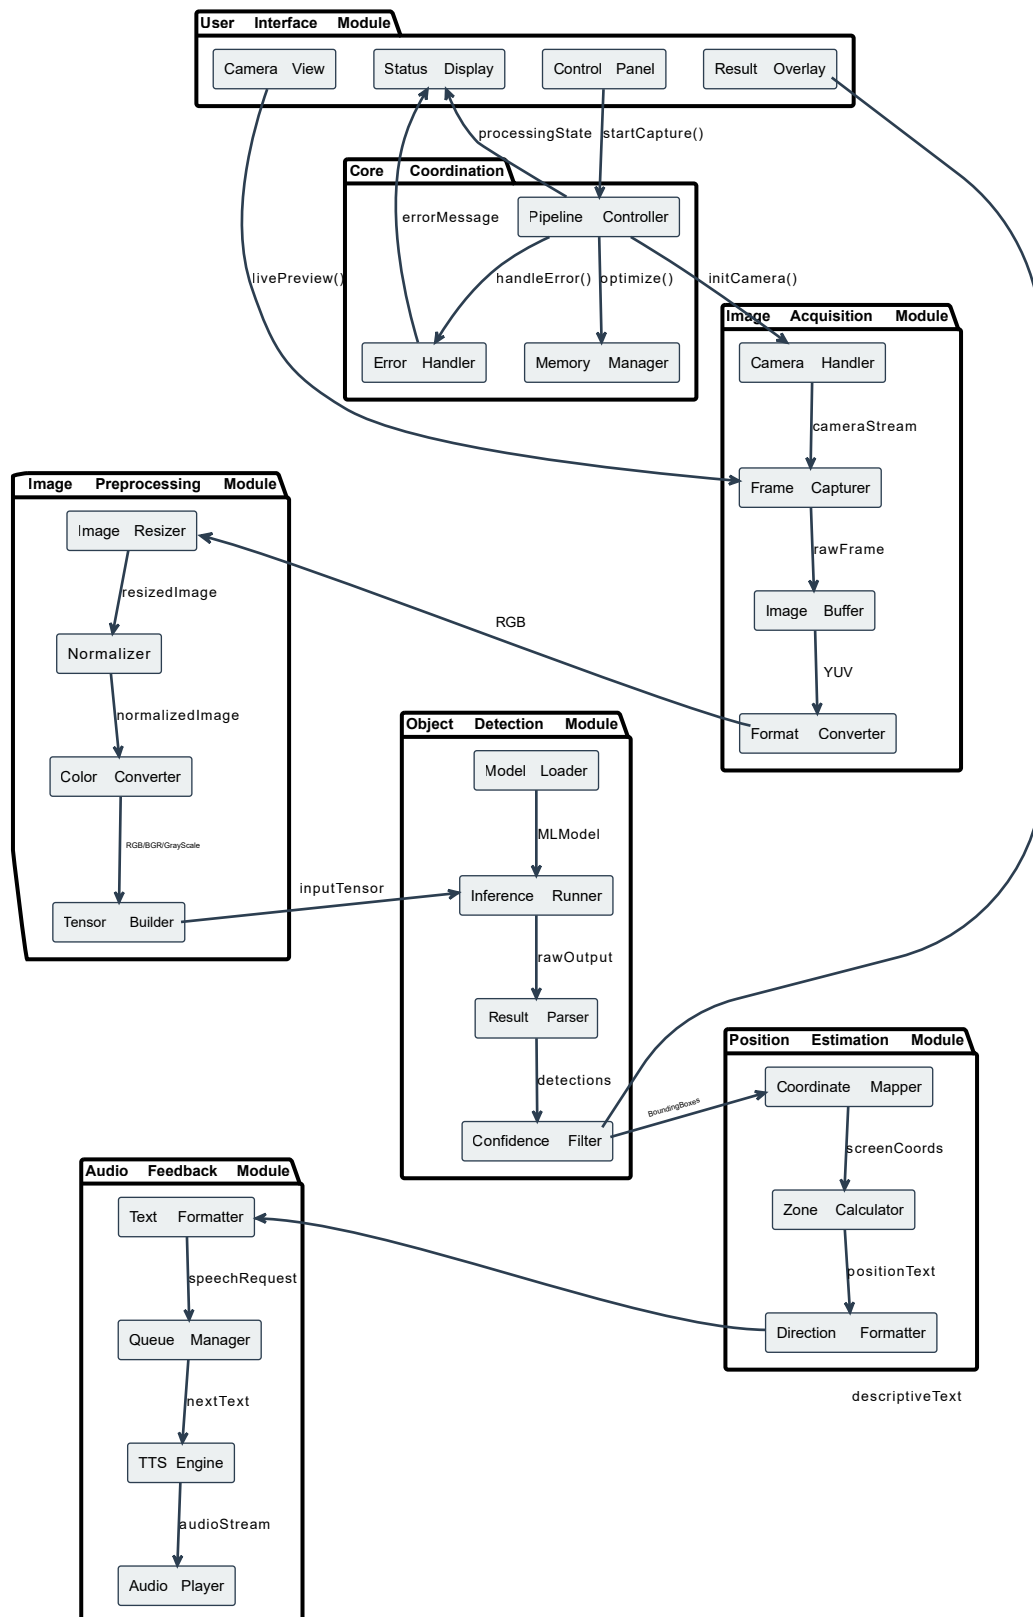 User Interface Module
Camera View
Status Display
Control Panel
Result Overlay
processingState
startCapture()
Core Coordination
Pipeline Controller
errorMessage
livePreview()
handleError()
optimize()
initCamera()
Error Handler
Memory Manager
Image Acquisition Module
Camera Handler
cameraStream
Frame Capturer
rawFrame
Image Buffer
YUV
Format Converter
RGB
Image Preprocessing Module
Image Resizer
resizedImage
Normalizer
normalizedImage
Color Converter
RGB/BGR/GrayScale
Tensor Builder
inputTensor
Object Detection Module
Model Loader
MLModel
Inference Runner
rawOutput
Result Parser
detections
Confidence Filter
BoundingBoxes
Position Estimation Module
Coordinate Mapper
screenCoords
Zone Calculator
positionText
Direction Formatter
descriptiveText
Audio Feedback Module
Text Formatter
speechRequest
Queue Manager
nextText
TTS Engine
audioStream
Audio Player